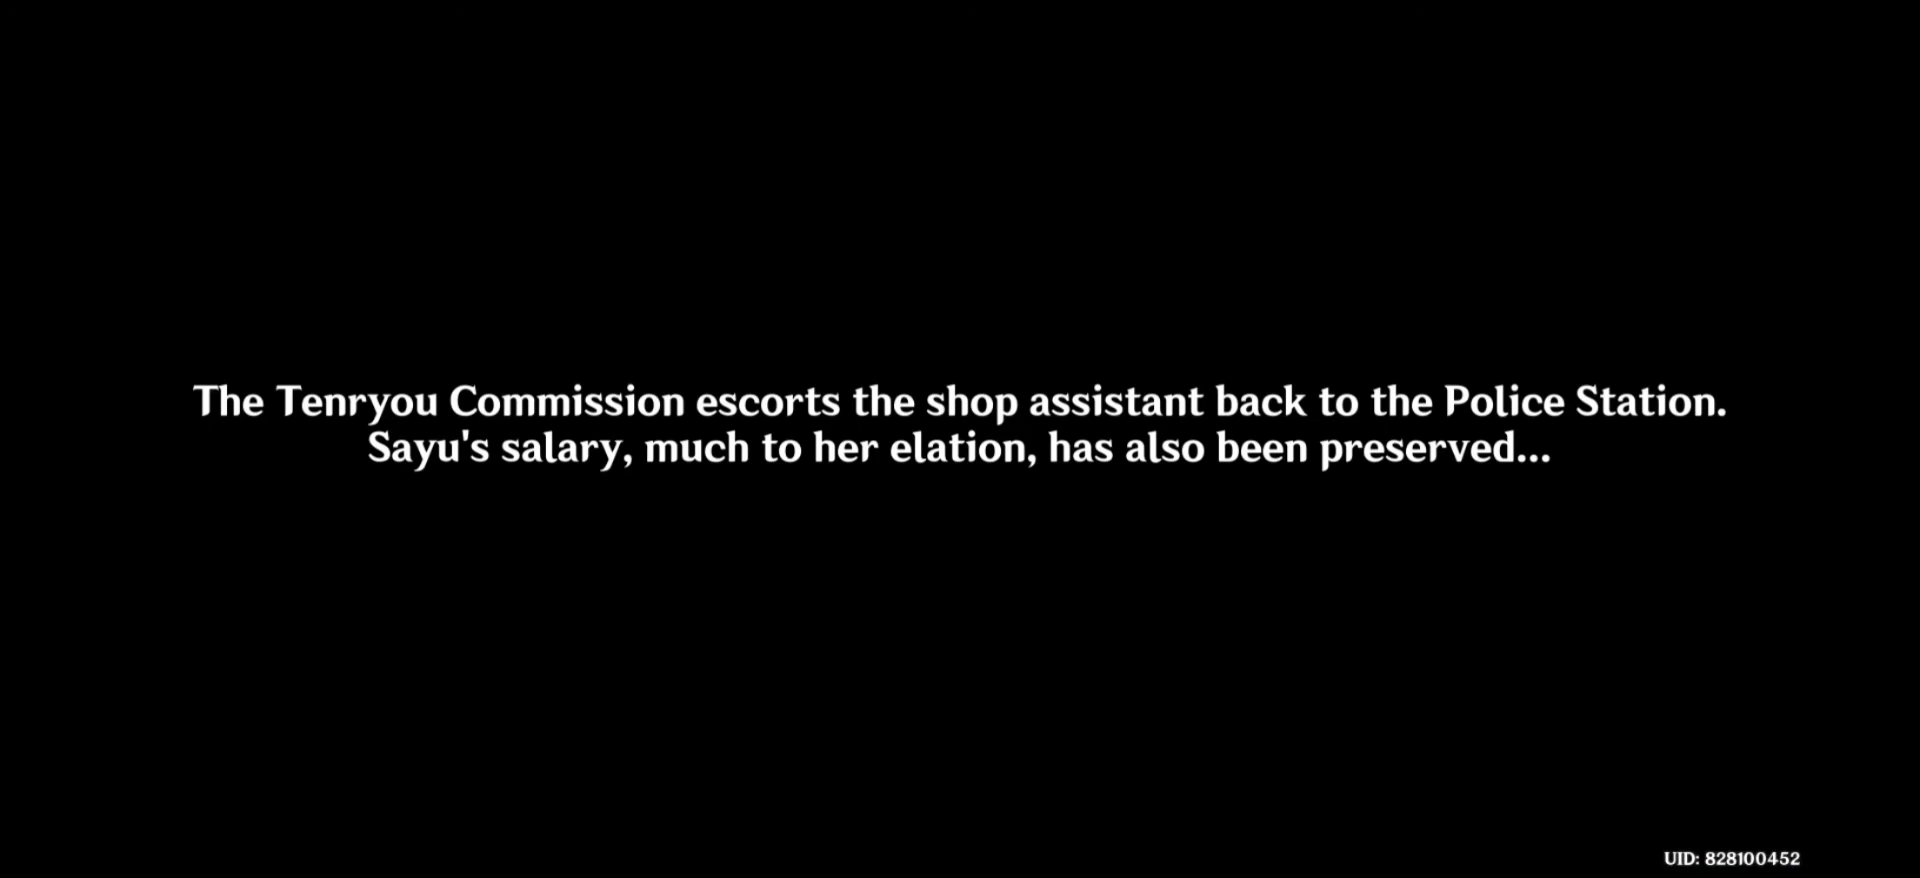 The Tenryou Commission escorts the shop assistant back to the Police Station.
Sayu's salary, much to her elation, has also been preserved...
UID: 828100452